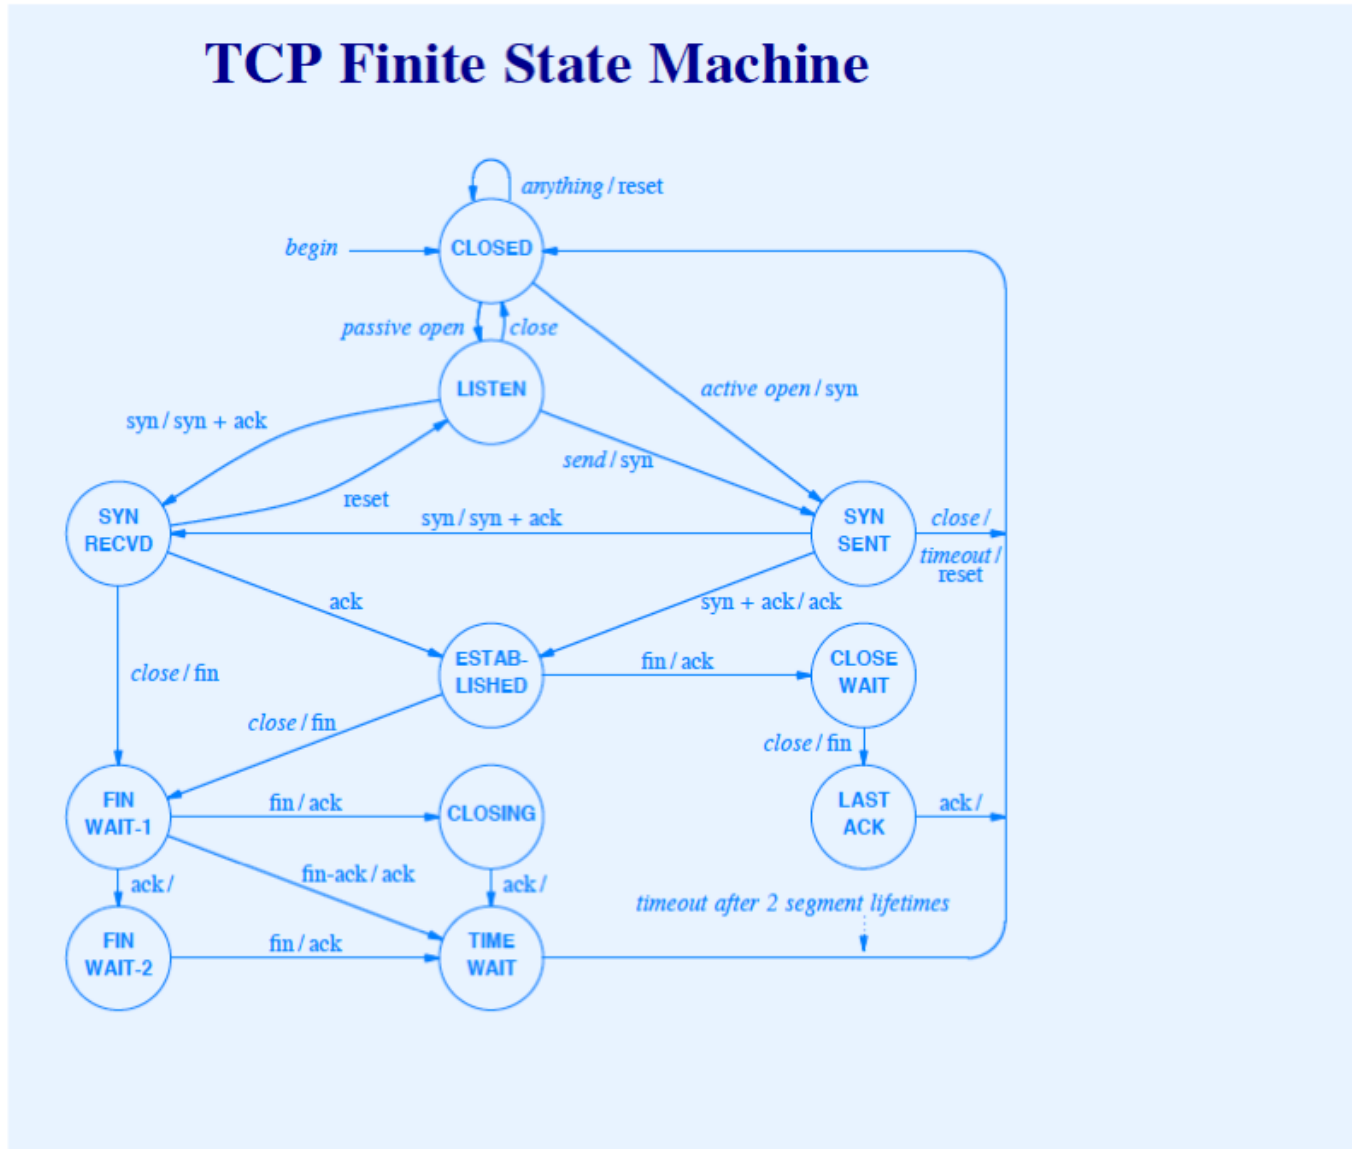 TCP Finite State Machine
anything / reset
begin
CLOSED
passive open
close
LISTEN
active open / syn
syn / syn + ack
send / syn
reset
SYN
RECVD
syn / syn + ack
SYN
SENT
close /
timeout /
reset
ack
syn + ack / ack
ESTAB-
LISHED
fin / ack
CLOSE
WAIT
close / fin
close / fin
close / fin
FIN
WAIT-1
fin / ack
CLOSING
LAST
ACK
ack /
ack /
fin-ack / ack
ack /
timeout after 2 segment lifetimes
FIN
WAIT-2
fin / ack
TIME
WAIT